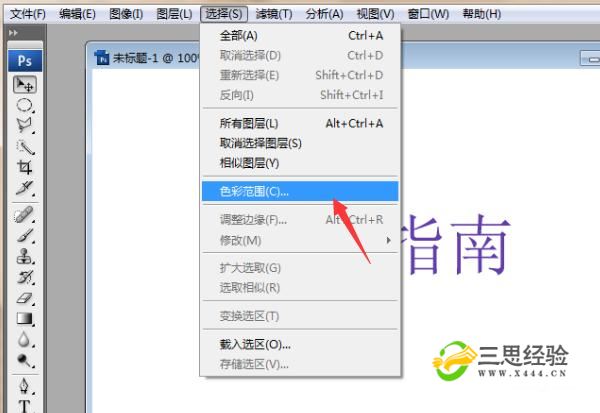 文件(F) 编辑(E) 图像(I) 图层(L) 选择(S) 滤镜(T) 分析(A) 视图(V) 窗口(W) 帮助(H)
Ps
未标题-1 @ 100%
全部(A) Ctrl+A
取消选择(D) Ctrl+D
重新选择(E) Shift+Ctrl+D
反向(I) Shift+Ctrl+I
所有图层(L) Alt+Ctrl+A
取消选择图层(S)
相似图层(Y)
色彩范围(C)...
调整边缘(F)... Alt+Ctrl+R
修改(M)
扩大选取(G)
选取相似(R)
变换选区(T)
载入选区(O)...
存储选区(V)...
指南
T
三思经验
WWW.X444.CN